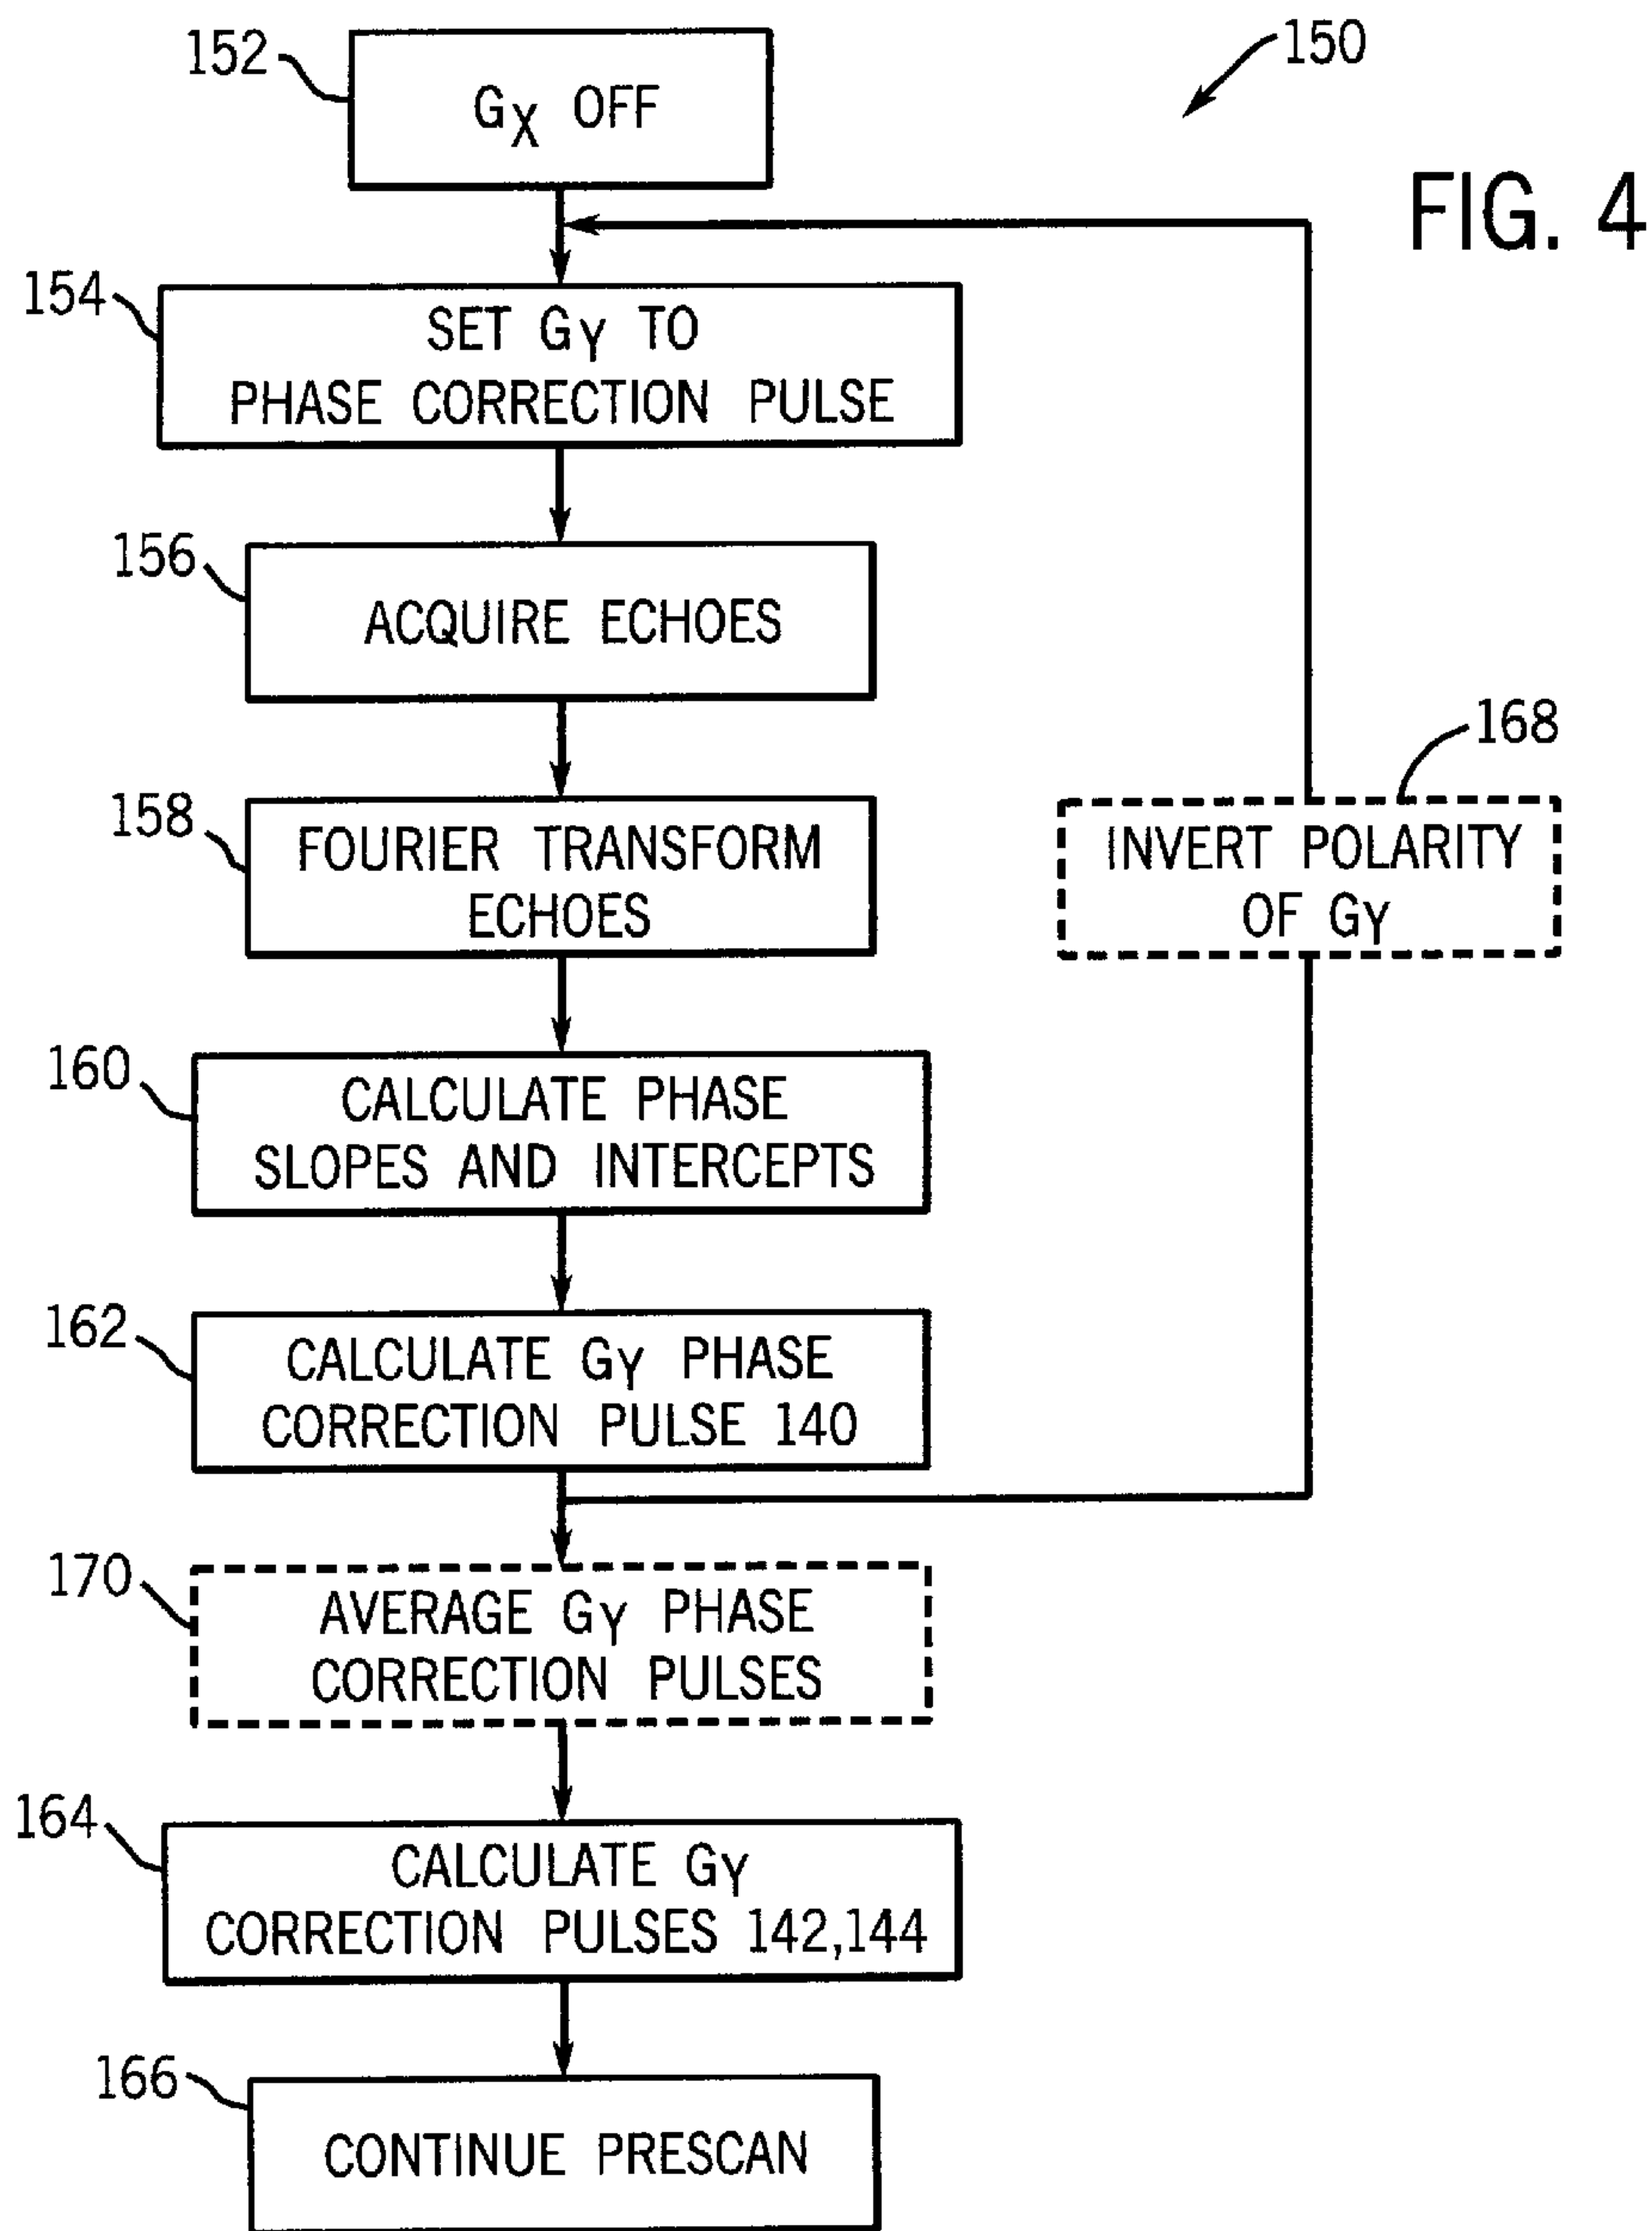 152
GX OFF
150
FIG. 4
154
SET GY TO
PHASE CORRECTION PULSE
156
ACQUIRE ECHOES
158
FOURIER TRANSFORM
ECHOES
168
INVERT POLARITY
OF GY
160
CALCULATE PHASE
SLOPES AND INTERCEPTS
162
CALCULATE GY PHASE
CORRECTION PULSE 140
170
AVERAGE GY PHASE
CORRECTION PULSES
164
CALCULATE GY
CORRECTION PULSES 142,144
166
CONTINUE PRESCAN